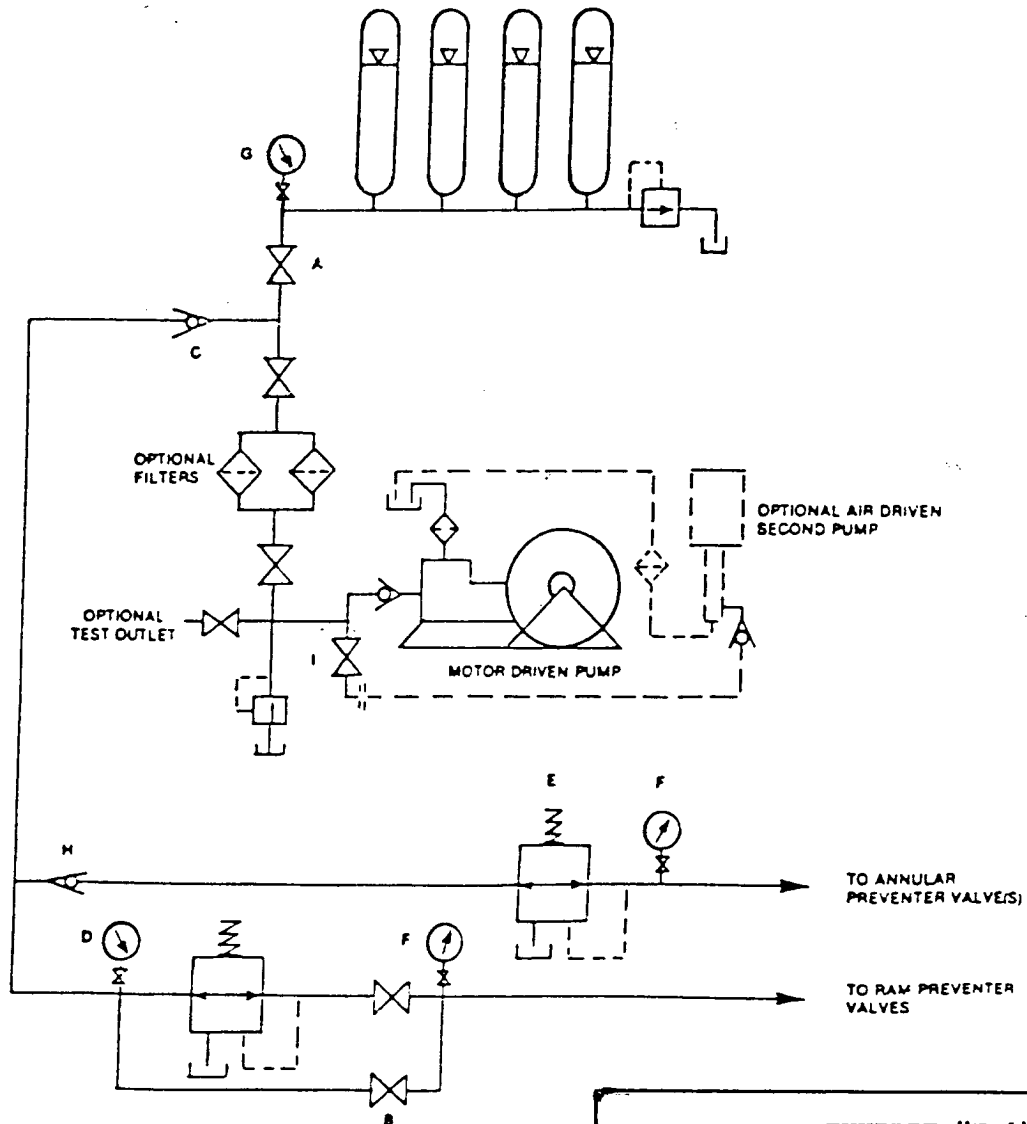 G
A
C
OPTIONAL
FILTERS
OPTIONAL AIR DRIVEN
SECOND PUMP
OPTIONAL
TEST OUTLET
I
MOTOR DRIVEN PUMP
E
F
H
TO ANNULAR
PREVENTER VALVE(S)
D
F
TO RAM PREVENTER
VALVES
B